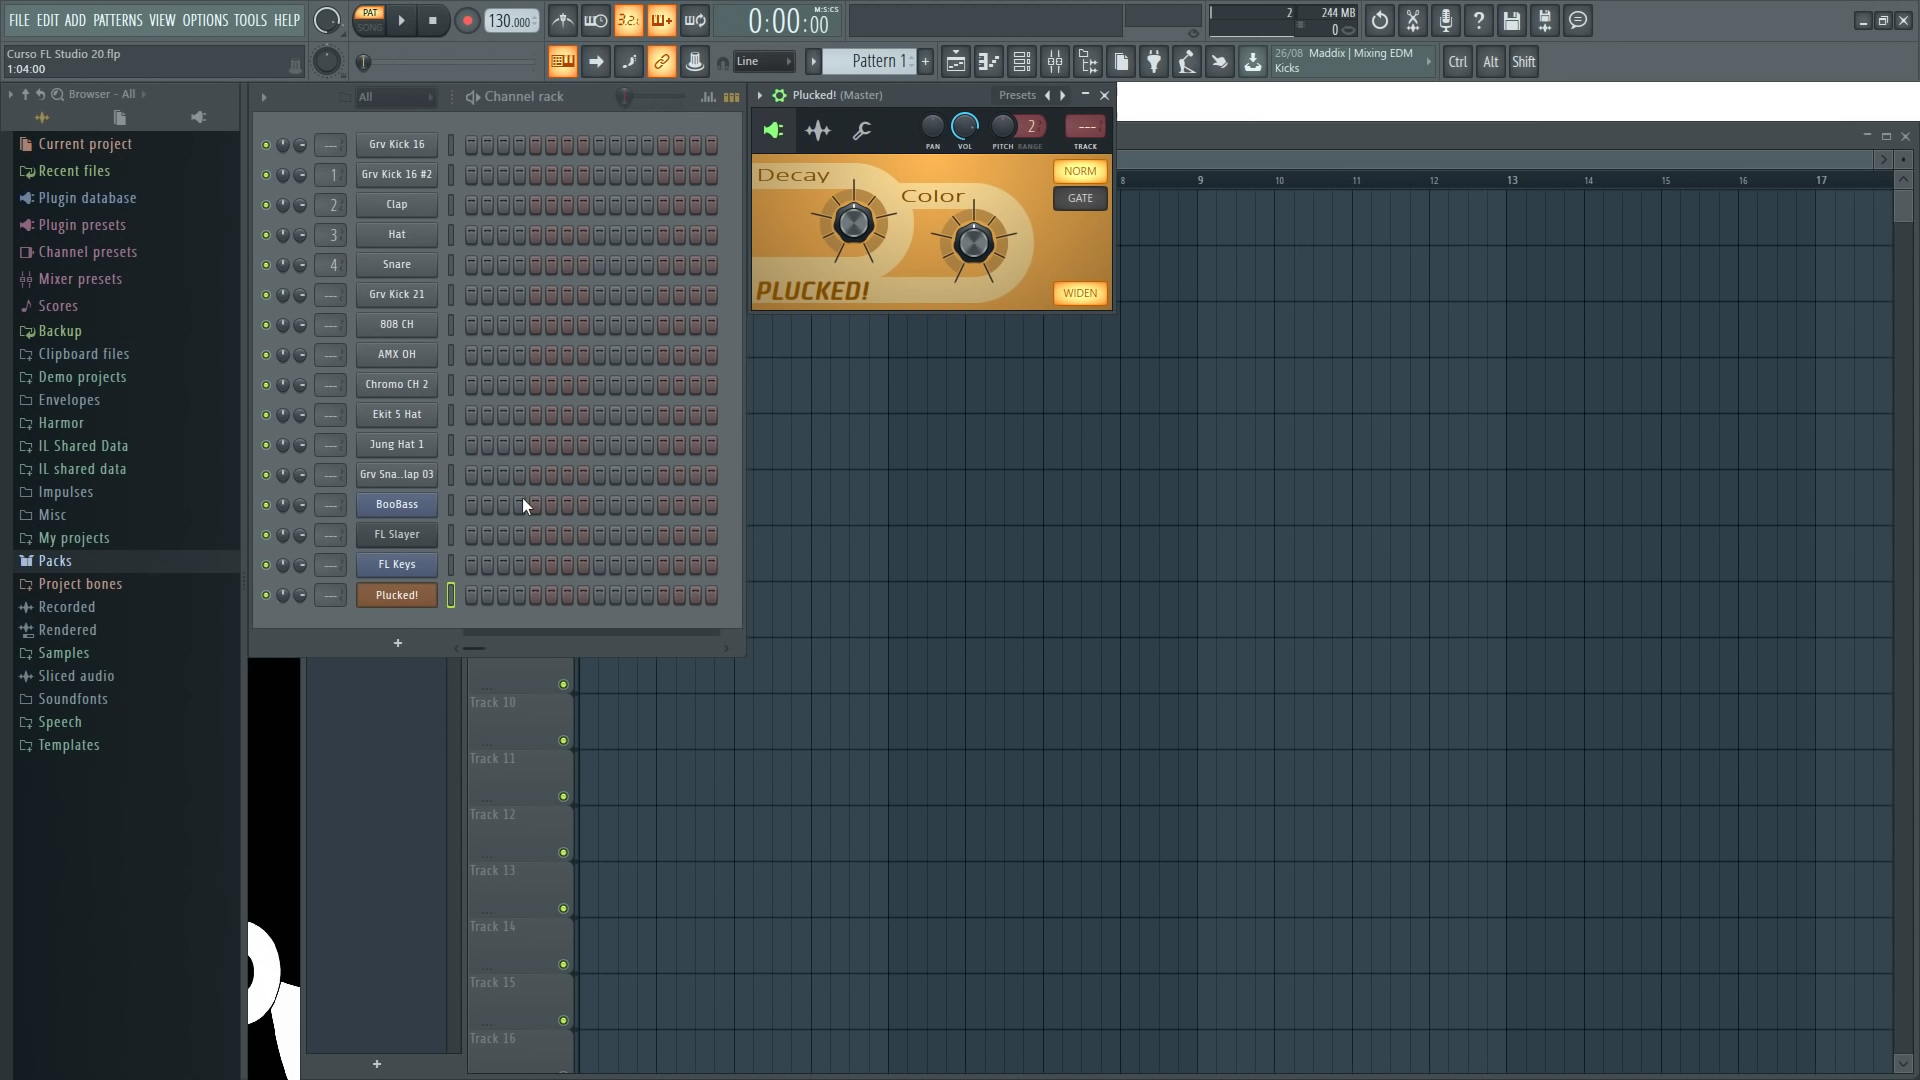 FILE EDIT ADD PATTERNS VIEW OPTIONS TOOLS HELP
PAT
SONG
130.000
3.2.
0:00:00
M:S:CS
2
244 MB
0
Curso FL Studio 20.flp
1:04:00
Line
Pattern 1
+
26/08 Maddix | Mixing EDM
Kicks
Ctrl
Alt
Shift
Browser - All
All
Channel rack
Plucked! (Master)
Presets
Current project
Recent files
Plugin database
Plugin presets
Channel presets
Mixer presets
Scores
Backup
Clipboard files
Demo projects
Envelopes
Harmor
IL Shared Data
IL shared data
Impulses
Misc
My projects
Packs
Project bones
Recorded
Rendered
Samples
Sliced audio
Soundfonts
Speech
Templates
--- Grv Kick 16
1 Grv Kick 16 #2
2 Clap
3 Hat
4 Snare
--- Grv Kick 21
--- 808 CH
--- AMX OH
--- Chromo CH 2
--- Ekit 5 Hat
--- Jung Hat 1
--- Grv Sna..lap 03
--- BooBass
--- FL Slayer
--- FL Keys
--- Plucked!
+
2
---
PAN
VOL
PITCH
RANGE
TRACK
Decay
Color
NORM
GATE
WIDEN
PLUCKED!
8 9 10 11 12 13 14 15 16 17
Track 10
Track 11
Track 12
Track 13
Track 14
Track 15
Track 16
+